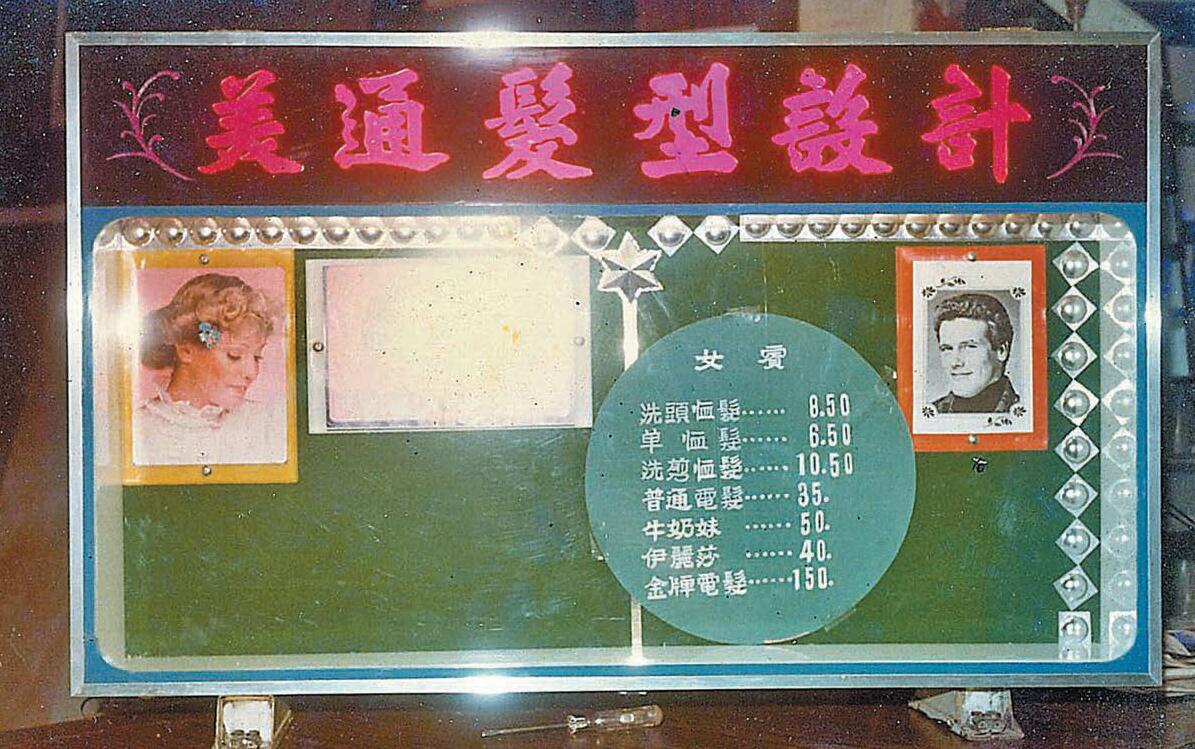 美通髮型設計
女賓
洗頭恤髮...... 8.50
单恤髮...... 6.50
洗剪恤髮...... 10.50
普通電髮...... 35.
牛奶妹 ...... 50.
伊麗莎 ...... 40.
金牌電髮...... 150.